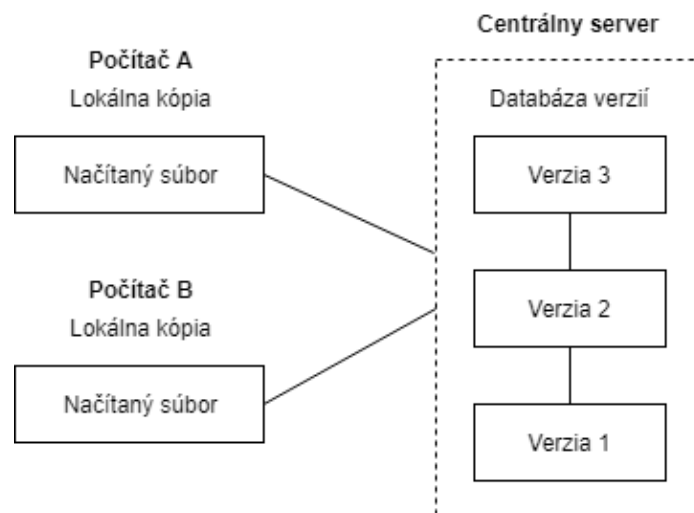 Centrálny server
Počítač A
Lokálna kópia
Databáza verzií
Načítaný súbor
Verzia 3
Počítač B
Lokálna kópia
Verzia 2
Načítaný súbor
Verzia 1